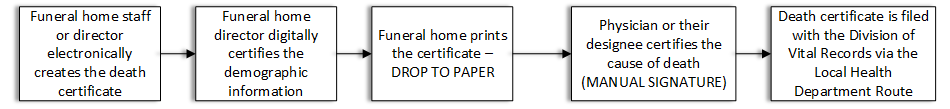 Funeral home staff
or director
electronically
creates the death
certificate
Funeral home
director digitally
certifies the
demographic
information
Funeral home prints
the certificate –
DROP TO PAPER
Physician or their
designee certifies the
cause of death
(MANUAL SIGNATURE)
Death certificate is filed
with the Division of
Vital Records via the
Local Health
Department Route